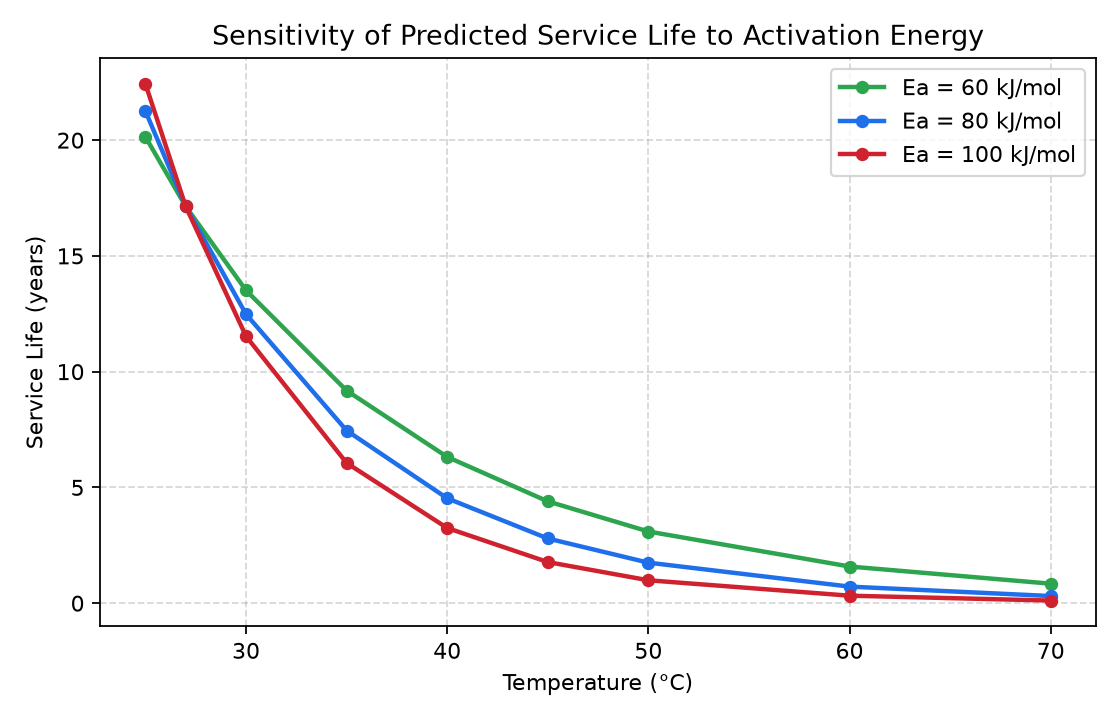 Sensitivity of Predicted Service Life to Activation Energy
Ea = 60 kJ/mol
Ea = 80 kJ/mol
Ea = 100 kJ/mol
Service Life (years)
20
15
10
5
0
30
40
50
60
70
Temperature (°C)